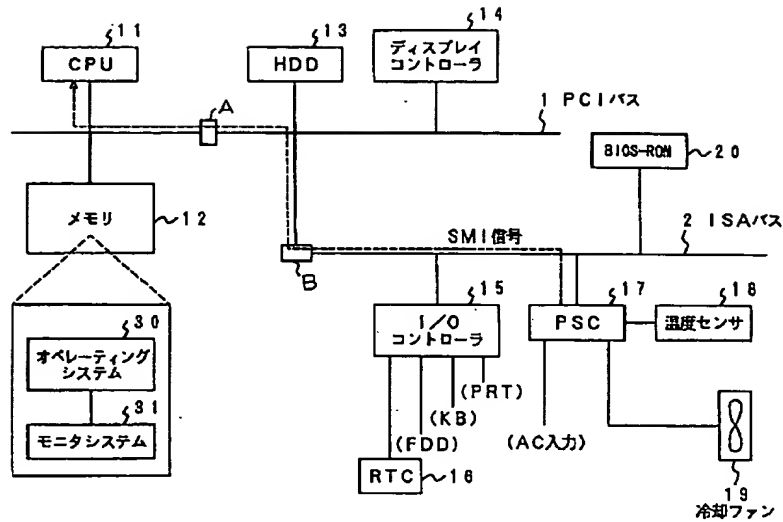 11
CPU
13
HDD
14
ディスプレイ
コントローラ
A
1 PCIバス
BIOS-ROM
20
メモリ
12
SMI信号
2 ISAバス
B
15
I/O
コントローラ
17
PSC
18
温度センサ
30
オペレーティング
システム
31
モニタシステム
(PRT)
(KB)
(FDD)
(AC入力)
RTC
16
19
冷却ファン